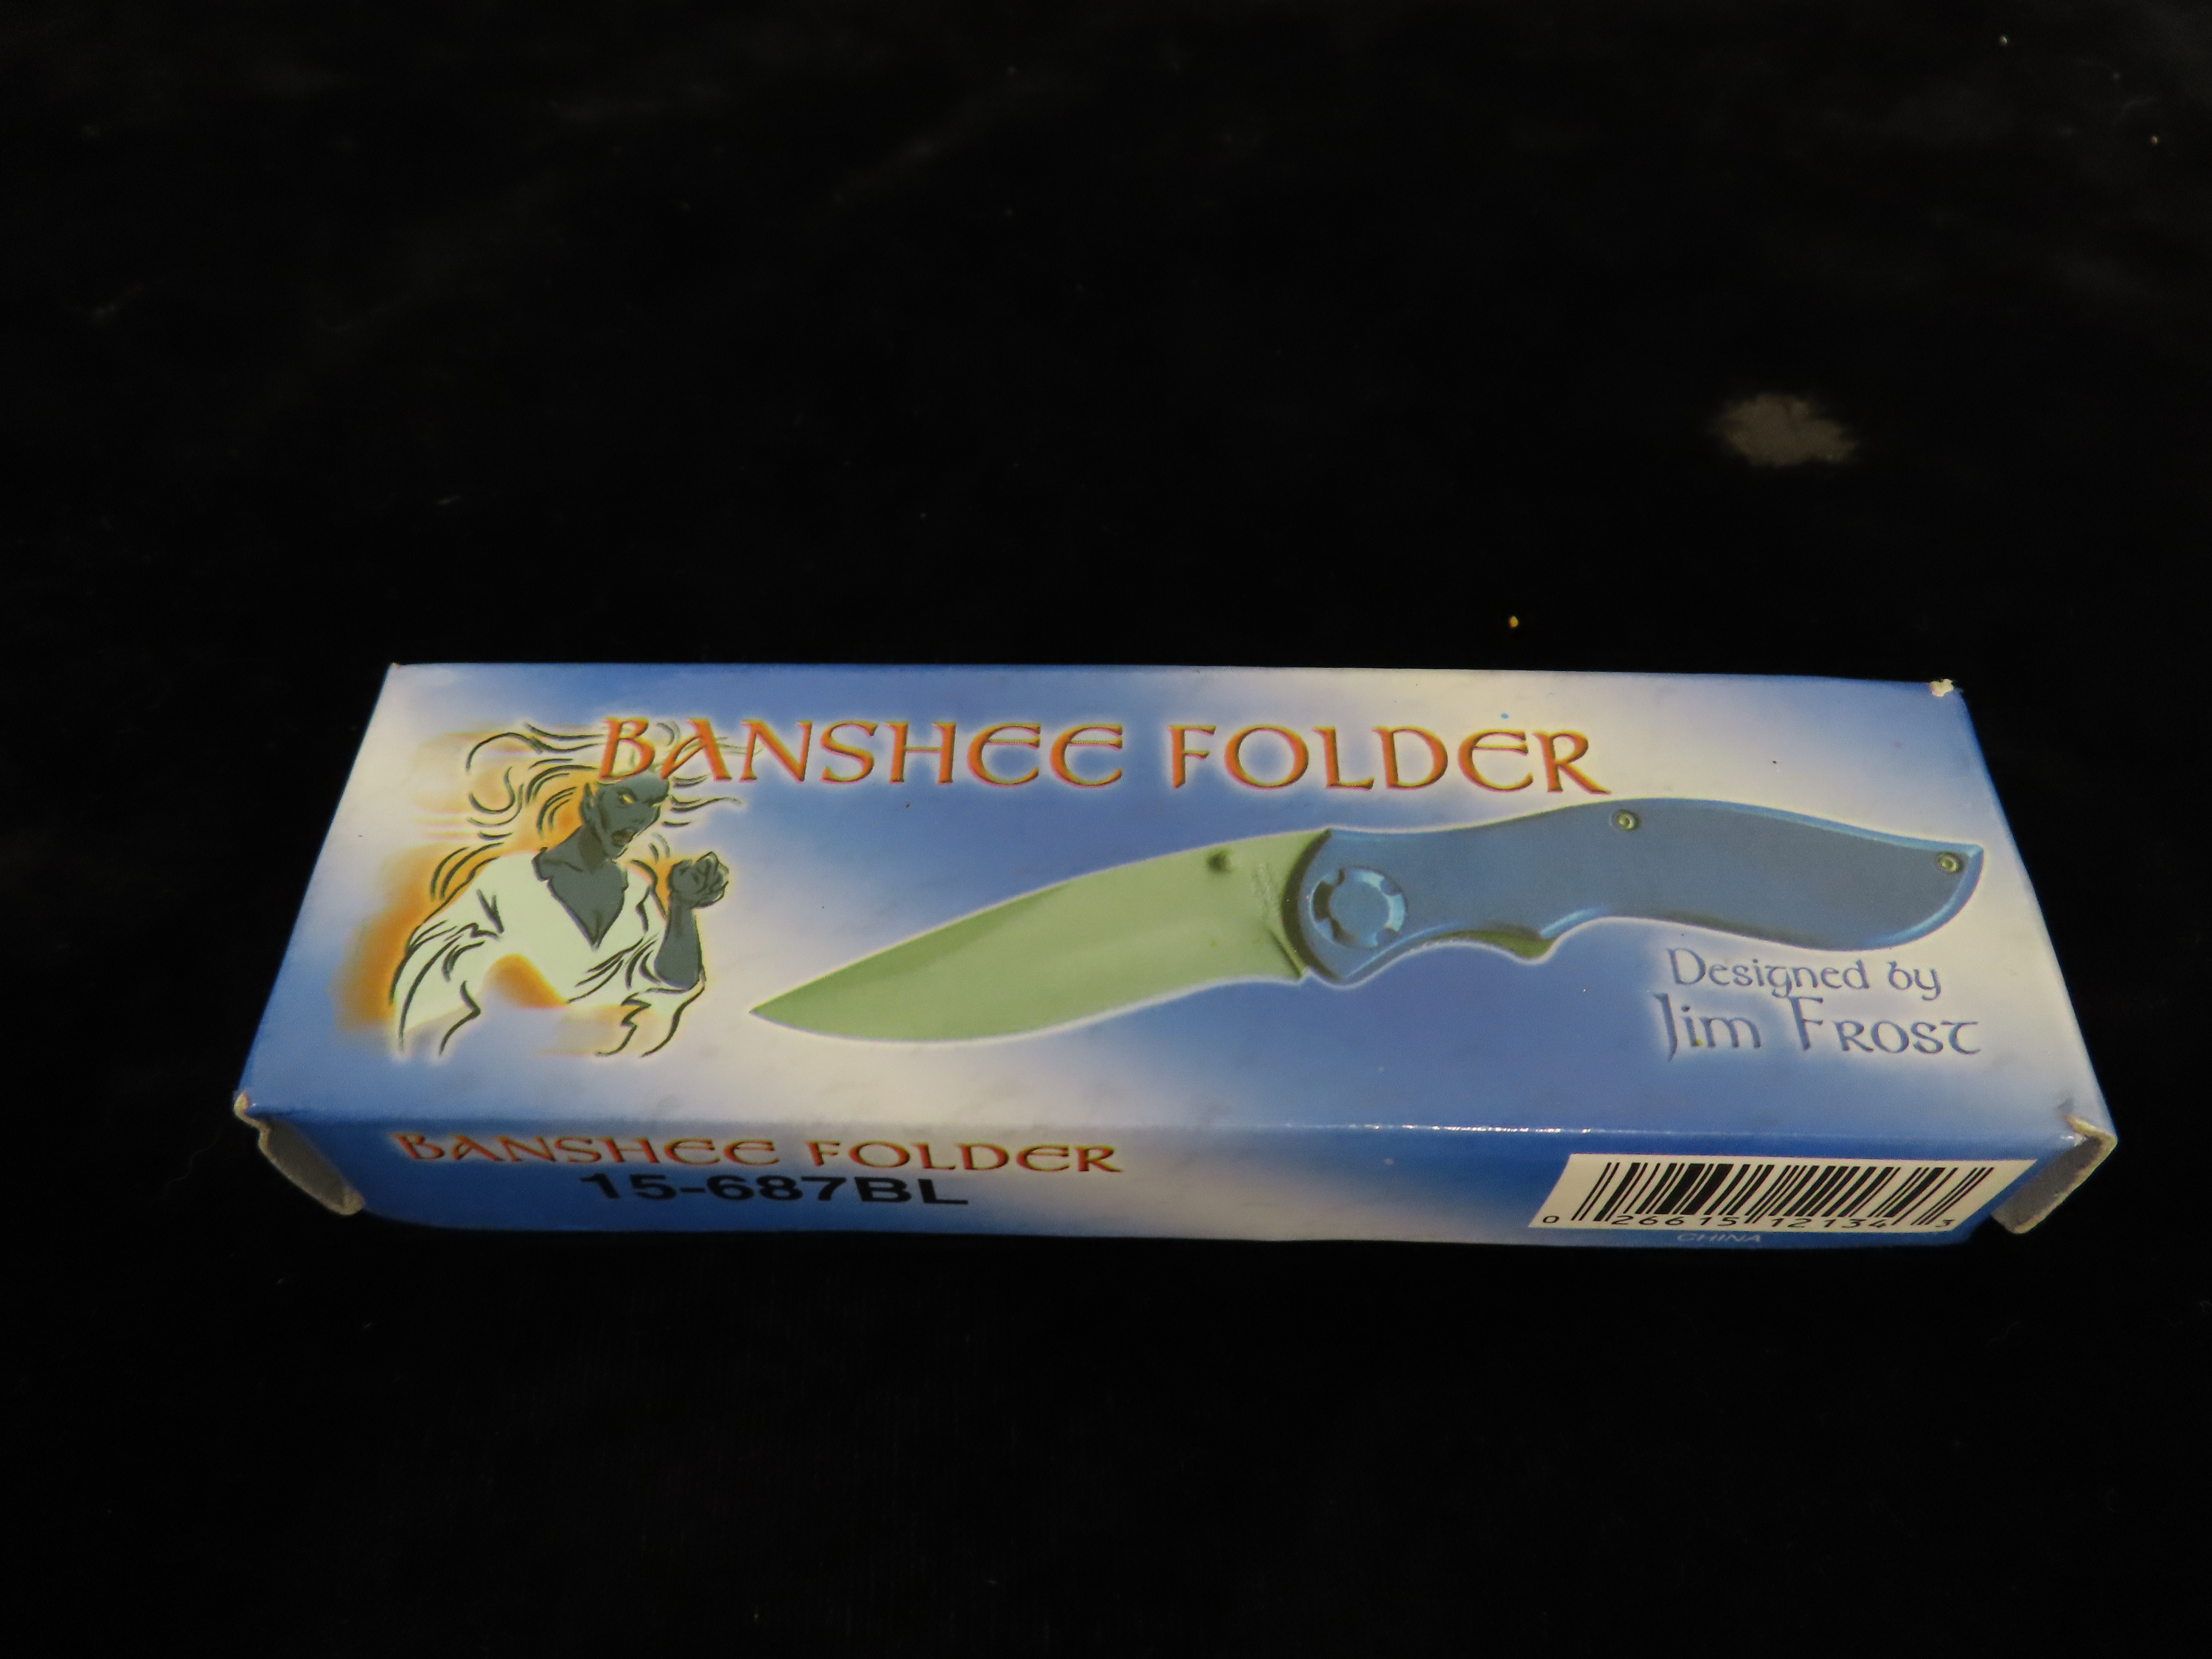 BANSHEE FOLDER
Designed by
Jim Frost
BANSHEE FOLDER
15-687BL
0 26615 12134 3
CHINA